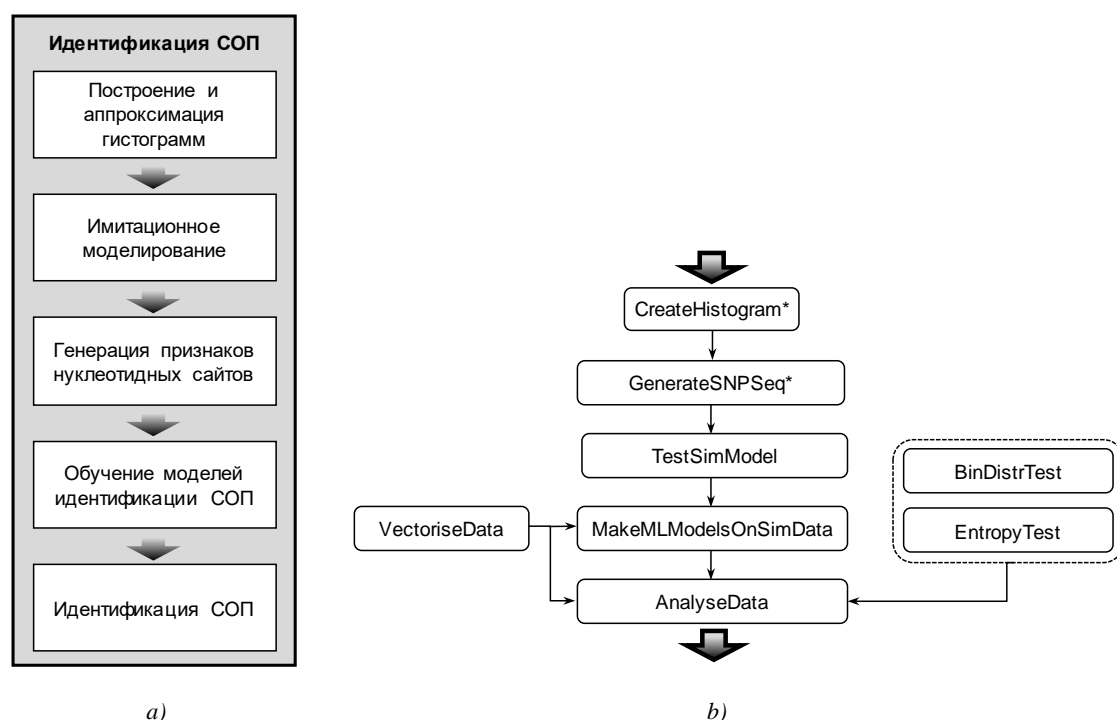 Идентификация СОП
Построение и
аппроксимация
гистограмм
Имитационное
моделирование
Генерация признаков
нуклеотидных сайтов
Обучение моделей
идентификации СОП
Идентификация СОП
a)
CreateHistogram*
GenerateSNPSeq*
TestSimModel
VectoriseData
MakeMLModelsOnSimData
AnalyseData
BinDistrTest
EntropyTest
b)